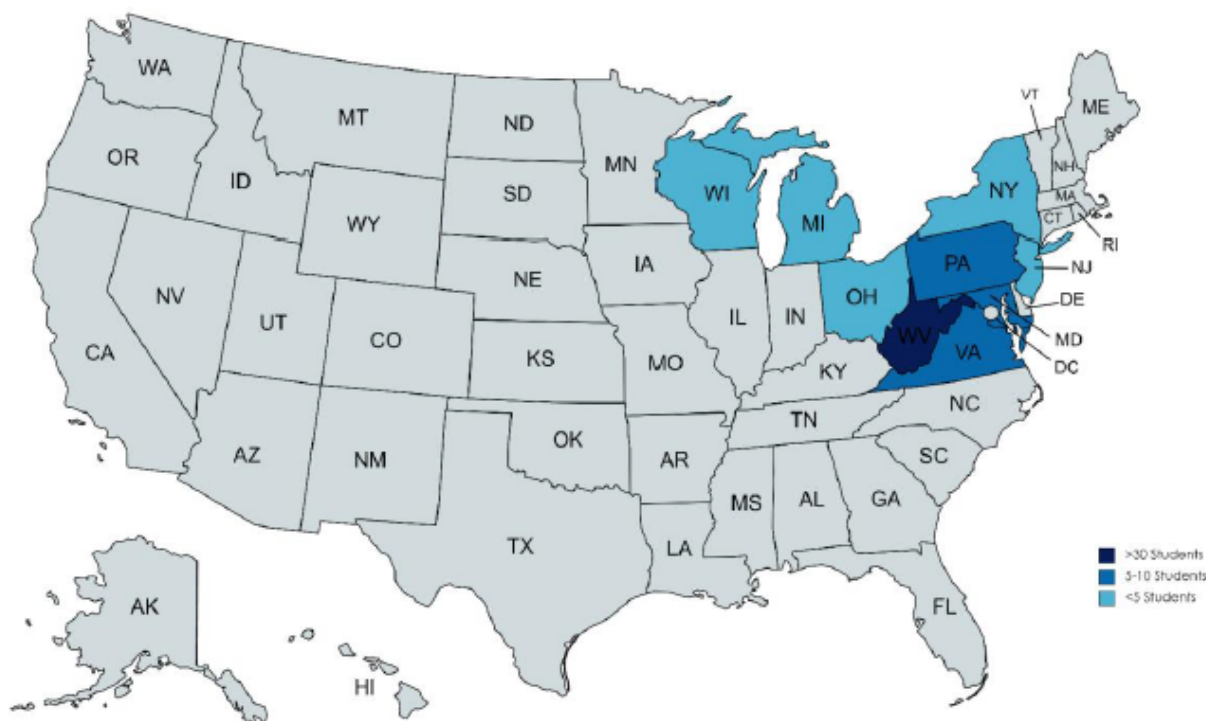 WA
MT
ND
MN
VT
ME
OR
ID
SD
WI
NH
NY
MA
WY
MI
CT
RI
IA
PA
NJ
NE
OH
NV
IL
IN
DE
UT
WV
MD
CO
VA
DC
CA
KS
MO
KY
NC
TN
OK
AZ
NM
AR
SC
MS
AL
GA
TX
LA
>30 Students
5-10 Students
<5 Students
AK
FL
HI